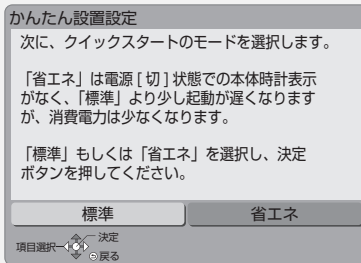 かんたん設置設定
次に、クイックスタートのモードを選択します。
「省エネ」は電源 [ 切 ] 状態での本体時計表示
がなく、「標準」より少し起動が遅くなります
が、消費電力は少なくなります。
「標準」もしくは「省エネ」を選択し、決定
ボタンを押してください。
標準
省エネ
決定
項目選択
戻る